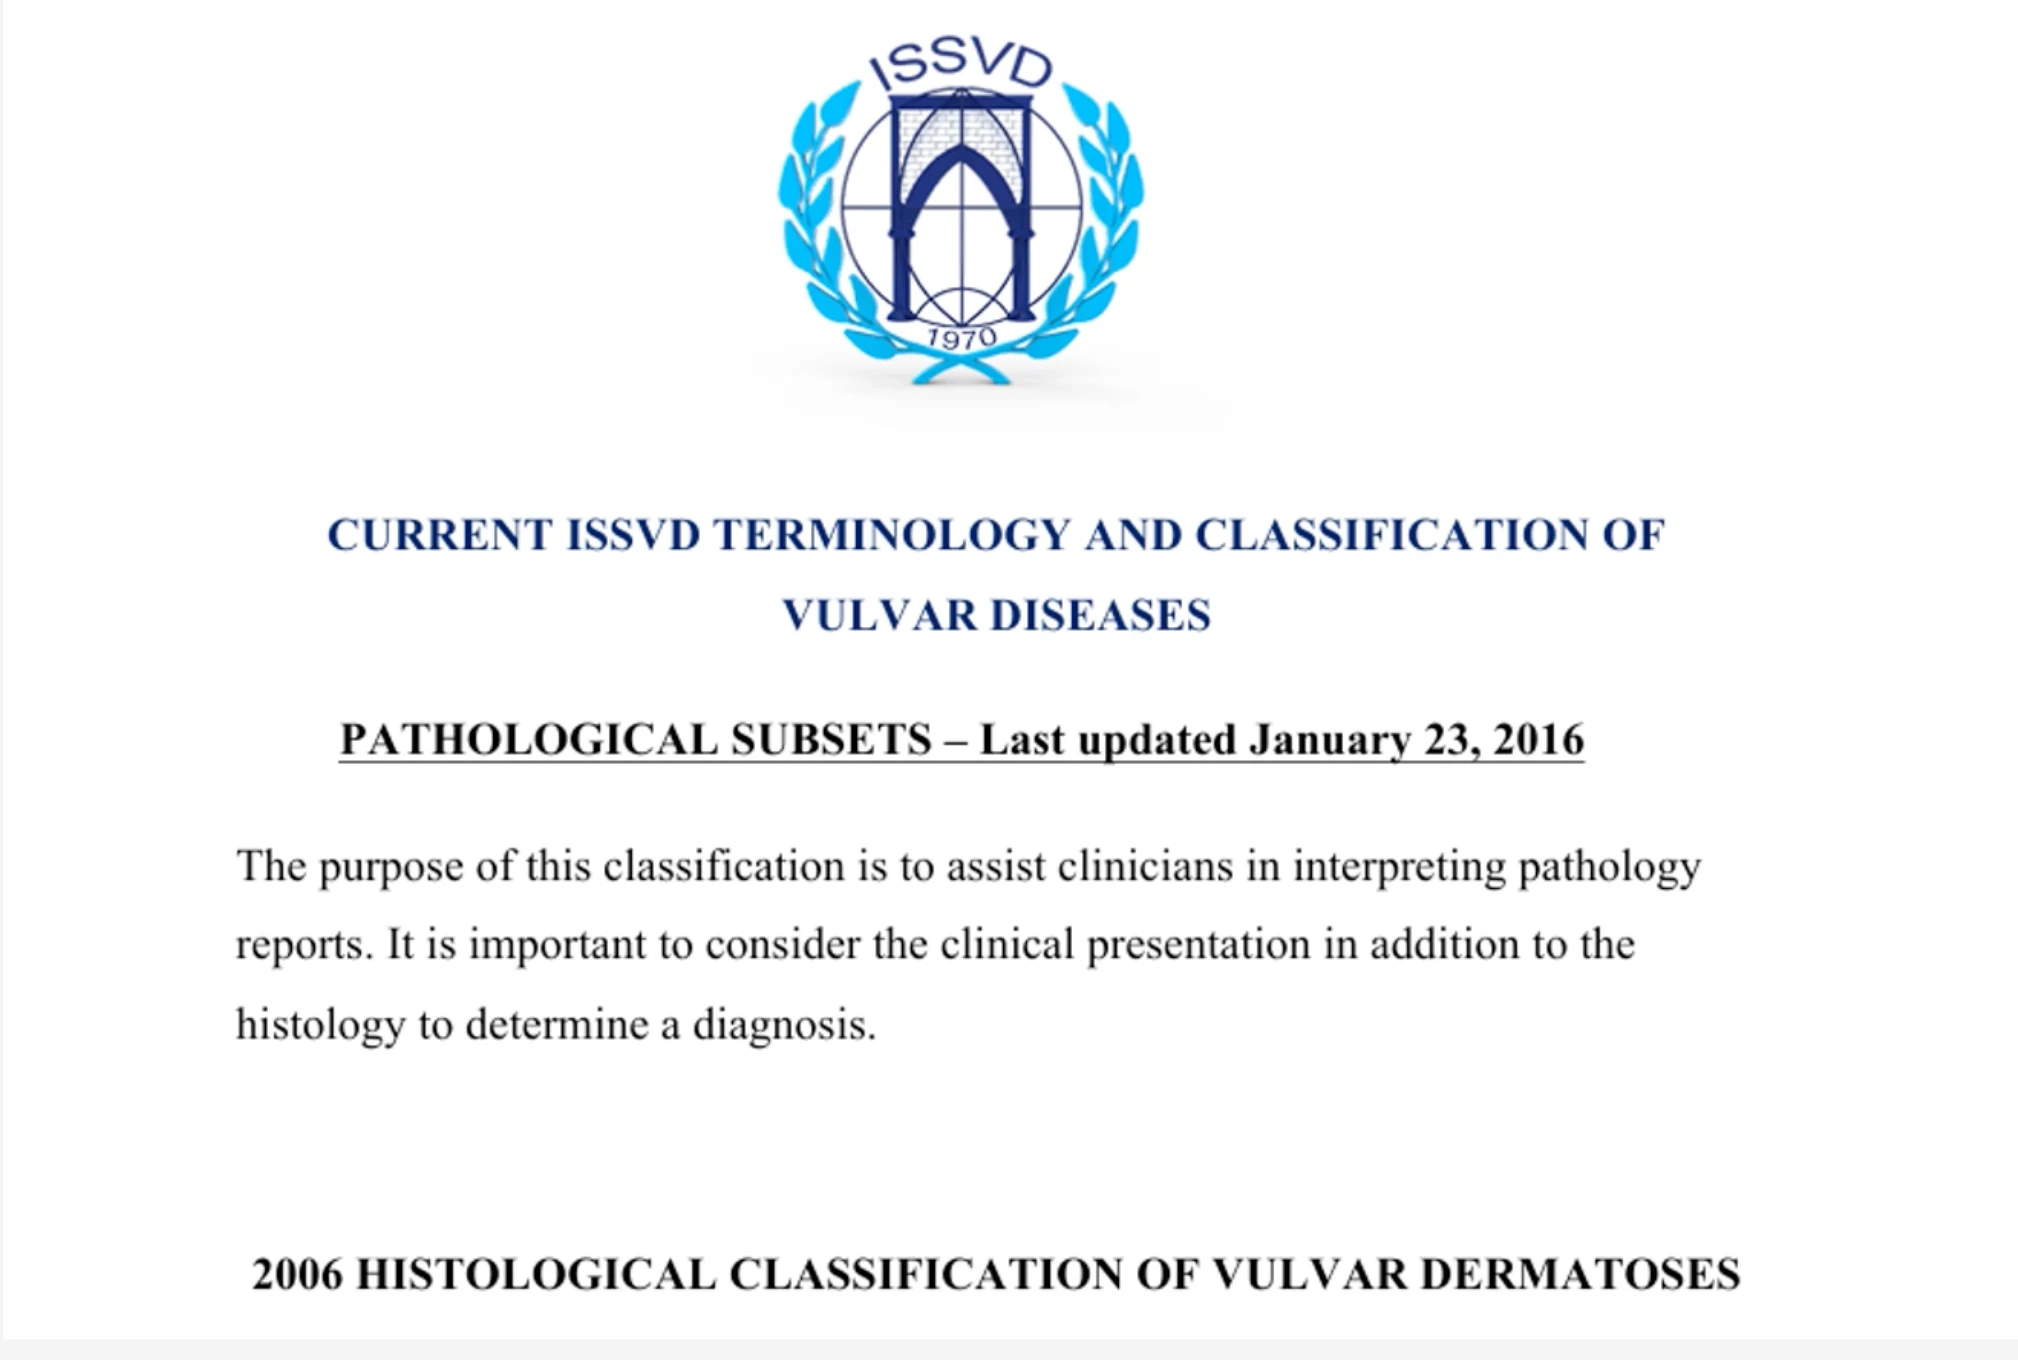 ISSVD
1970
CURRENT ISSVD TERMINOLOGY AND CLASSIFICATION OF
VULVAR DISEASES
PATHOLOGICAL SUBSETS – Last updated January 23, 2016
The purpose of this classification is to assist clinicians in interpreting pathology
reports. It is important to consider the clinical presentation in addition to the
histology to determine a diagnosis.
2006 HISTOLOGICAL CLASSIFICATION OF VULVAR DERMATOSES